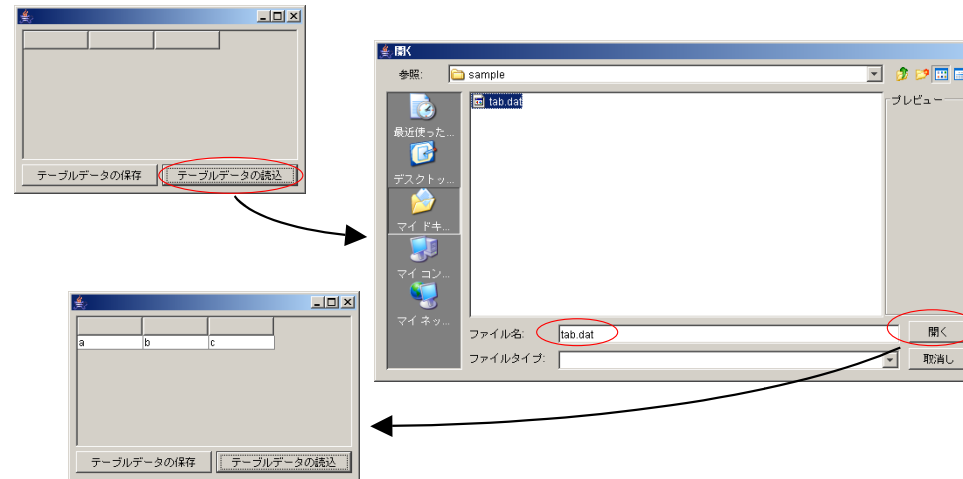 テーブルデータの保存 テーブルデータの読込
開く
参照: sample
tab.dat
プレビュー
最近使った...
デスクトッ...
マイ ドキ...
マイ コン...
マイ ネッ...
ファイル名: tab.dat 開く
ファイルタイプ: 取消し
a b c
テーブルデータの保存 テーブルデータの読込